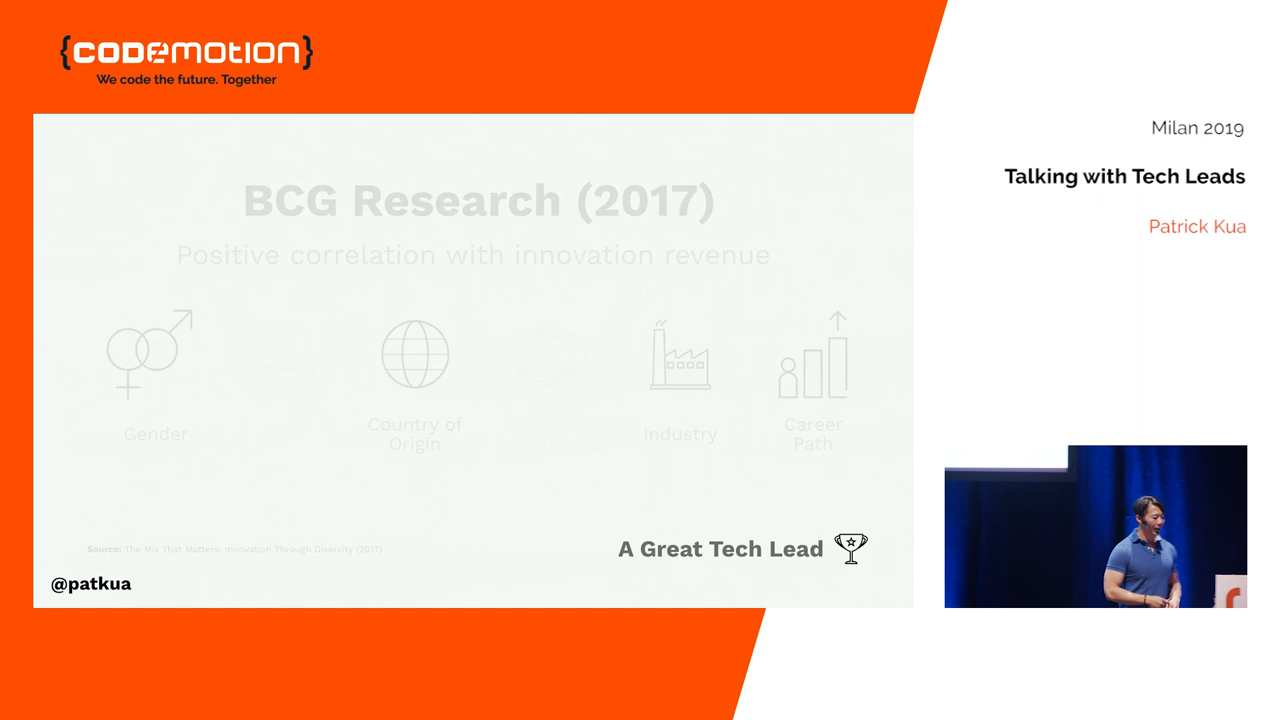 {CODEMOTION}
We code the future. Together
Milan 2019
Talking with Tech Leads
Patrick Kua
BCG Research (2017)
Positive correlation with innovation revenue
Gender
Country of
Origin
Industry
Career
Path
Source: The Mix That Matters: Innovation Through Diversity (2017)
A Great Tech Lead
@patkua